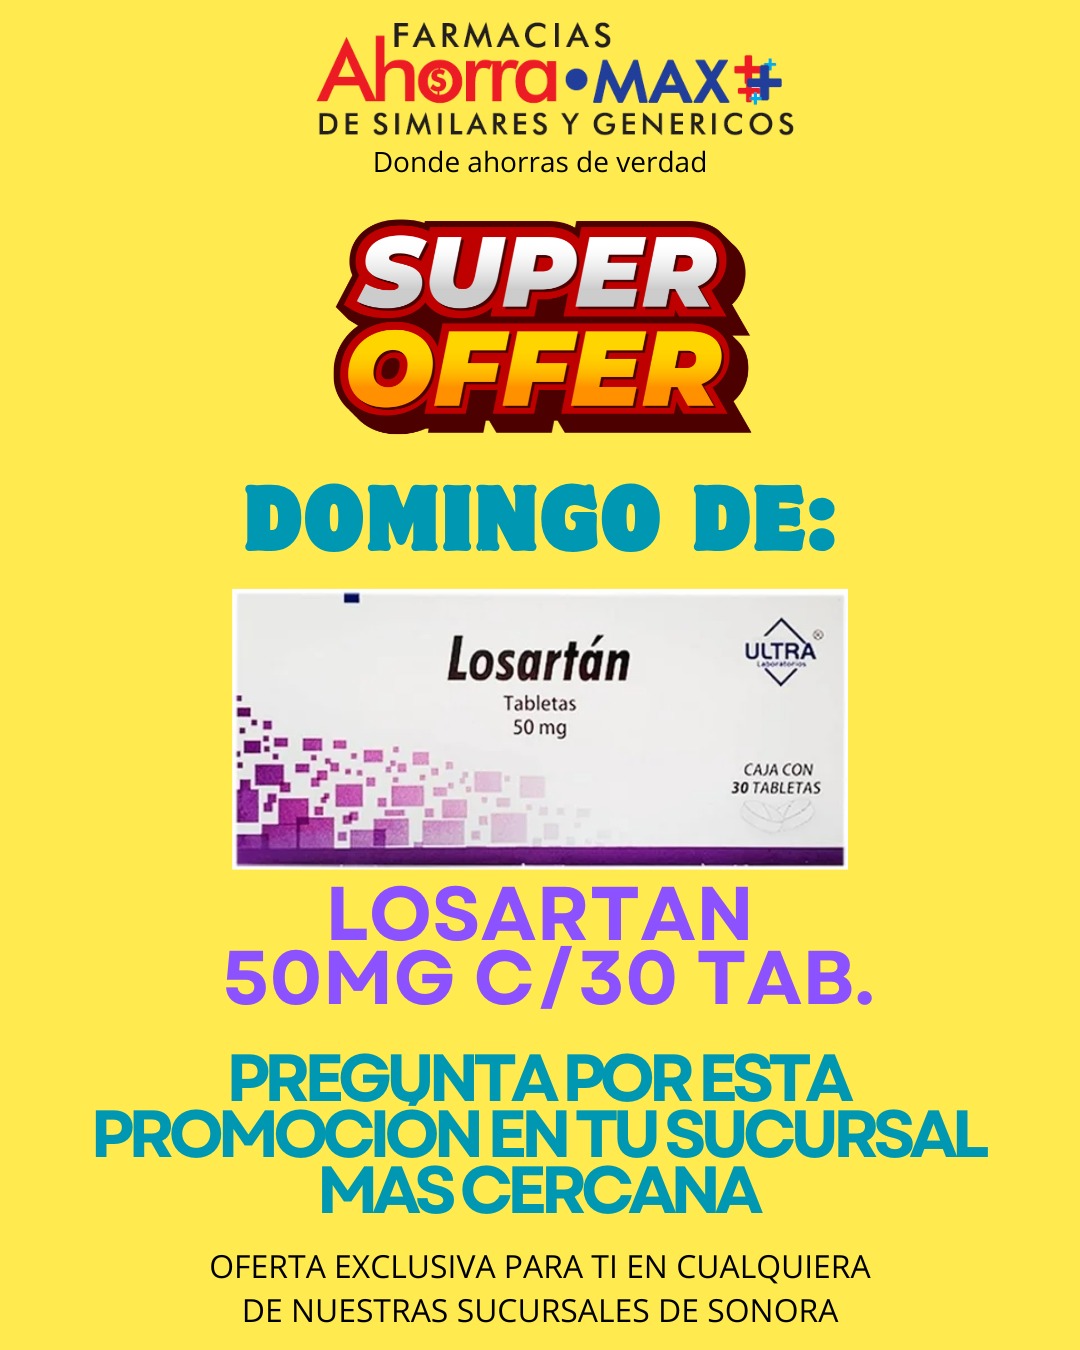 FARMACIAS
Ahorra•MAX
DE SIMILARES Y GENERICOS
Donde ahorras de verdad
SUPER
OFFER
DOMINGO DE:
Losartán
Tabletas
50 mg
ULTRA®
Laboratorios
CAJA CON
30 TABLETAS
LOSARTAN
50MG C/30 TAB.
PREGUNTA POR ESTA
PROMOCIÓN EN TU SUCURSAL
MAS CERCANA
OFERTA EXCLUSIVA PARA TI EN CUALQUIERA
DE NUESTRAS SUCURSALES DE SONORA